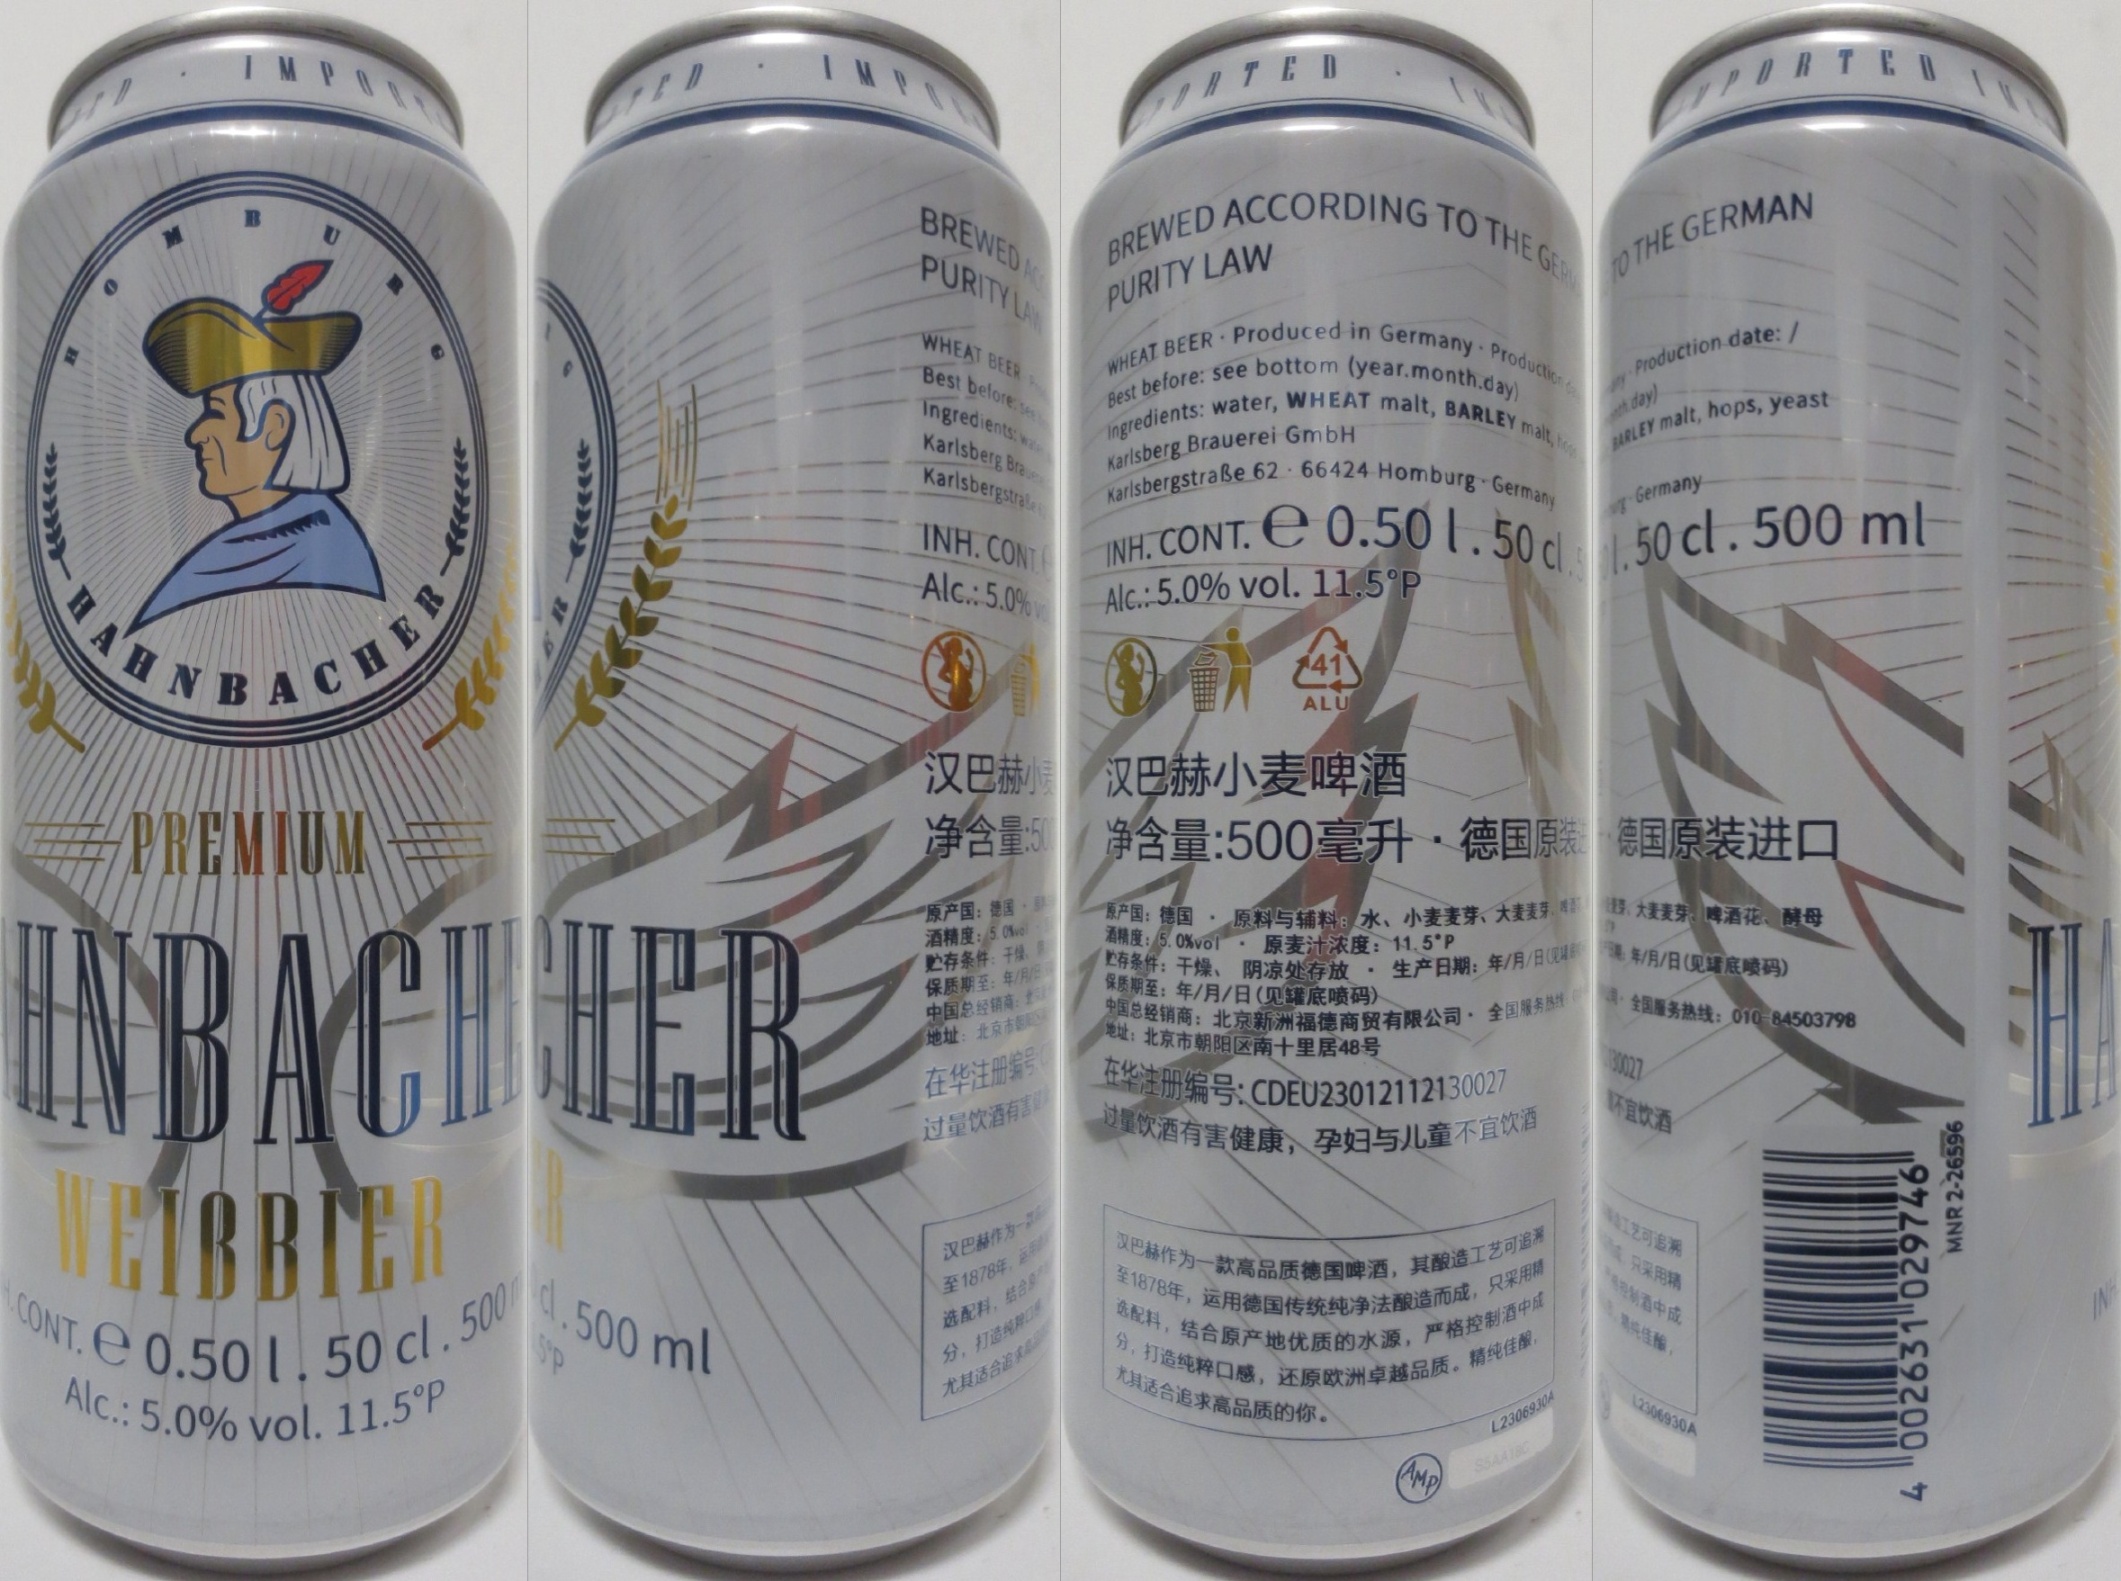 IMPORTED
HOMBURG
HAHNBACHER
PREMIUM
HAHNBACHER
WEIßBIER
INH. CONT. ℮ 0.50 l . 50 cl . 500 ml
Alc.: 5.0% vol. 11.5°P
BREWED ACCORDING TO THE GERMAN
PURITY LAW
WHEAT BEER · Produced in Germany · Production date: /
Best before: see bottom (year.month.day)
Ingredients: water, WHEAT malt, BARLEY malt, hops, yeast
Karlsberg Brauerei GmbH
Karlsbergstraße 62 · 66424 Homburg · Germany
INH. CONT. ℮ 0.50 l . 50 cl . 500 ml
Alc.: 5.0% vol. 11.5°P
41
ALU
汉巴赫小麦啤酒
净含量:500毫升 · 德国原装进口
原产国: 德国 · 原料与辅料: 水、小麦麦芽、大麦麦芽、啤酒花、酵母
酒精度: 5.0%vol · 原麦汁浓度: 11.5°P
贮存条件: 干燥、阴凉处存放 · 生产日期: 年/月/日(见罐底喷码)
保质期至: 年/月/日(见罐底喷码)
中国总经销商: 北京新洲福德商贸有限公司 · 全国服务热线: 010-84503798
地址: 北京市朝阳区南十里居48号
在华注册编号: CDEU23012112130027
过量饮酒有害健康，孕妇与儿童不宜饮酒
汉巴赫作为一款高品质德国啤酒，其酿造工艺可追溯
至1878年，运用德国传统纯净法酿造而成，只采用精
选配料，结合原产地优质的水源，严格控制酒中成
分，打造纯粹口感，还原欧洲卓越品质。精纯佳酿，
尤其适合追求高品质的你。
L2306930A
AMP
4 002631 029746
MNR 2-26596